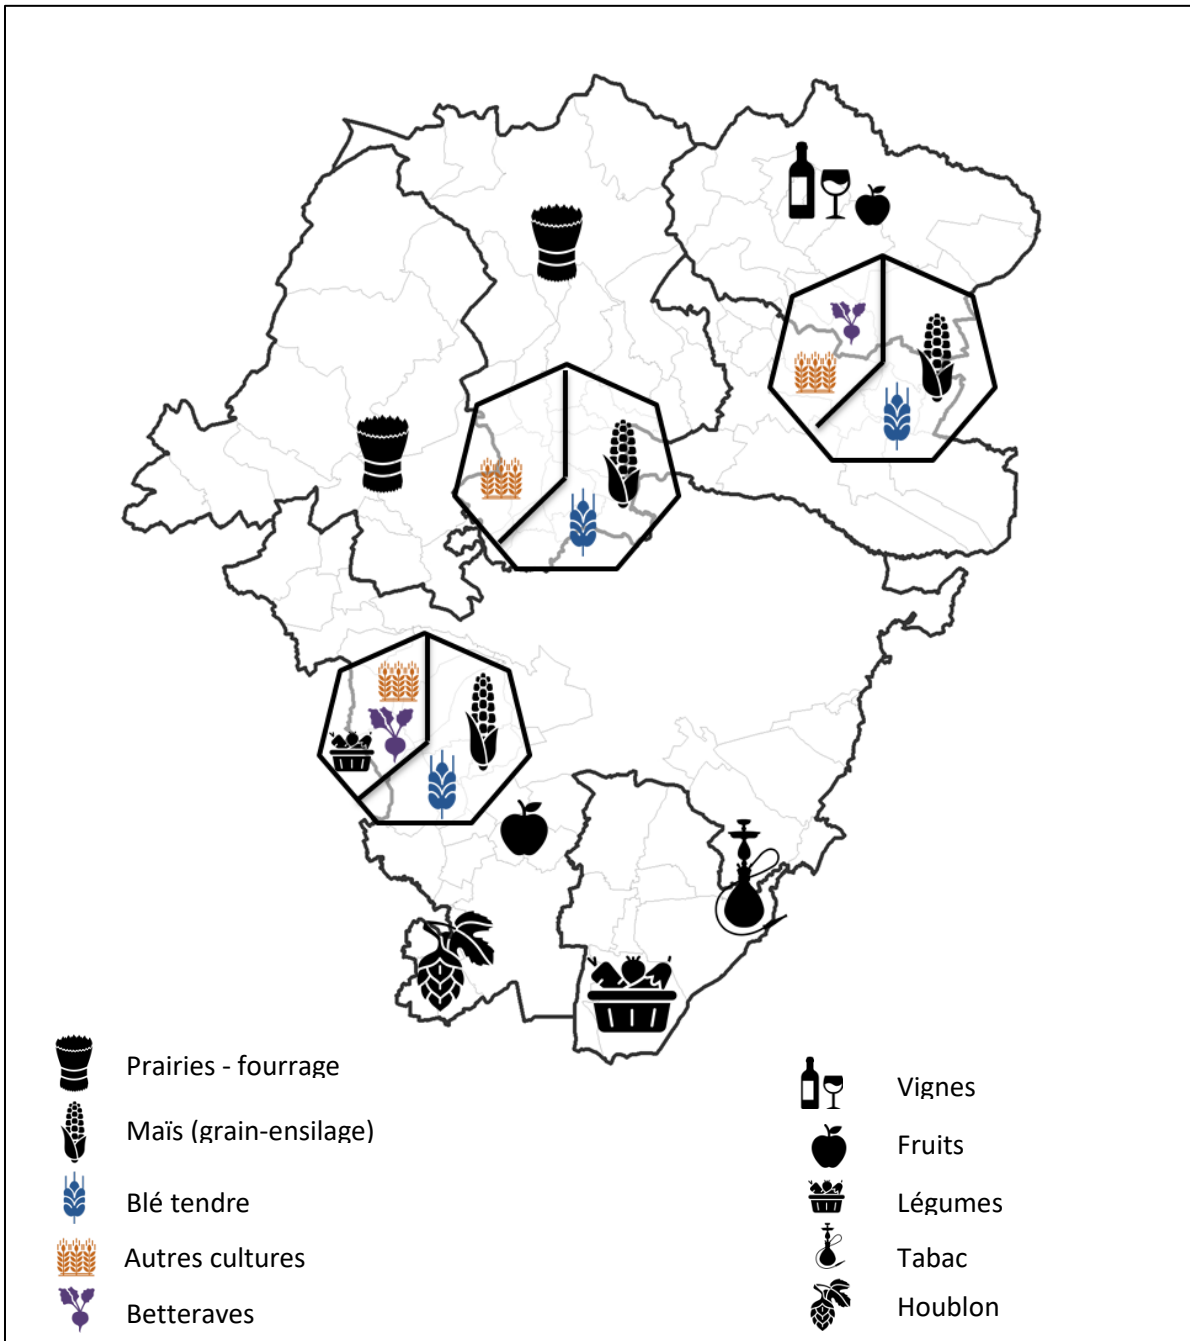 Prairies - fourrage
Maïs (grain-ensilage)
Blé tendre
Autres cultures
Betteraves
Vignes
Fruits
Légumes
Tabac
Houblon